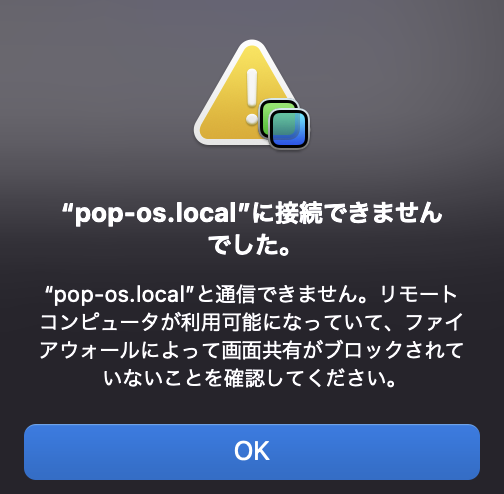 “pop-os.local”に接続できません
でした。
“pop-os.local”と通信できません。リモート
コンピュータが利用可能になっていて、ファイ
アウォールによって画面共有がブロックされて
いないことを確認してください。
OK